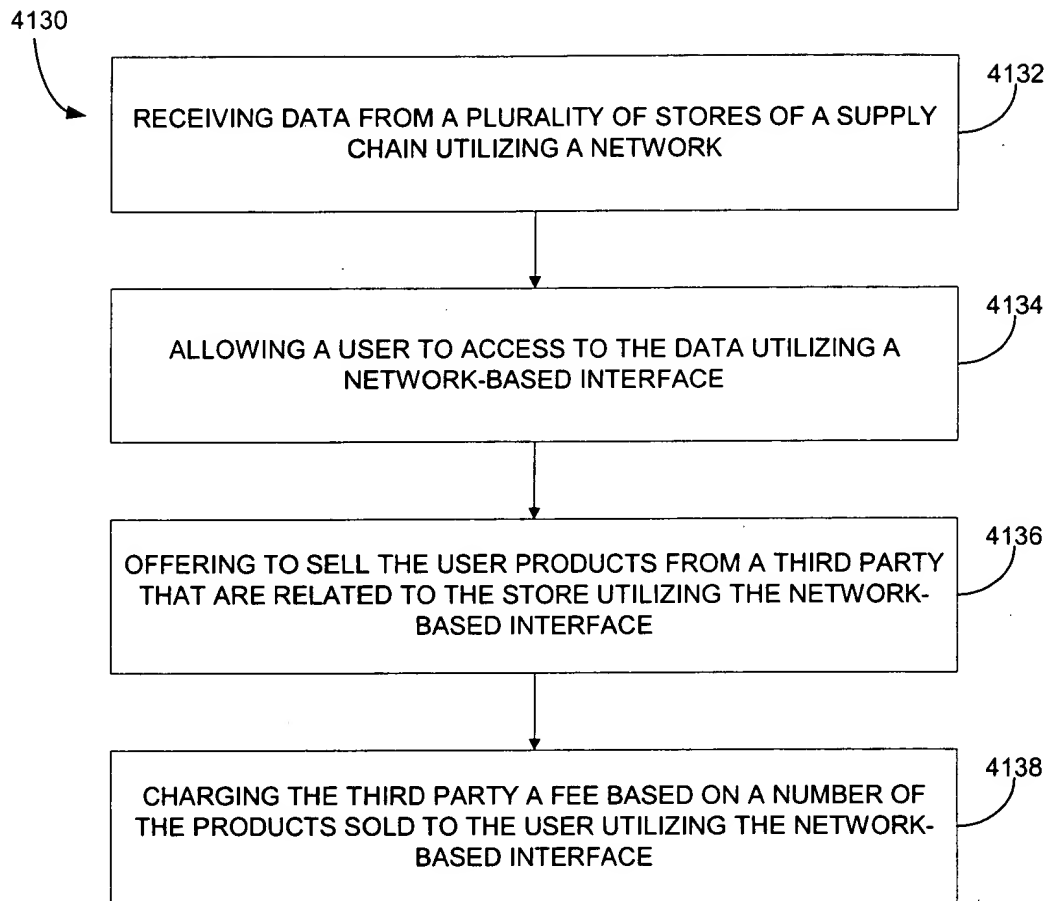 4130
4132
RECEIVING DATA FROM A PLURALITY OF STORES OF A SUPPLY
CHAIN UTILIZING A NETWORK
4134
ALLOWING A USER TO ACCESS TO THE DATA UTILIZING A
NETWORK-BASED INTERFACE
4136
OFFERING TO SELL THE USER PRODUCTS FROM A THIRD PARTY
THAT ARE RELATED TO THE STORE UTILIZING THE NETWORK-
BASED INTERFACE
4138
CHARGING THE THIRD PARTY A FEE BASED ON A NUMBER OF
THE PRODUCTS SOLD TO THE USER UTILIZING THE NETWORK-
BASED INTERFACE